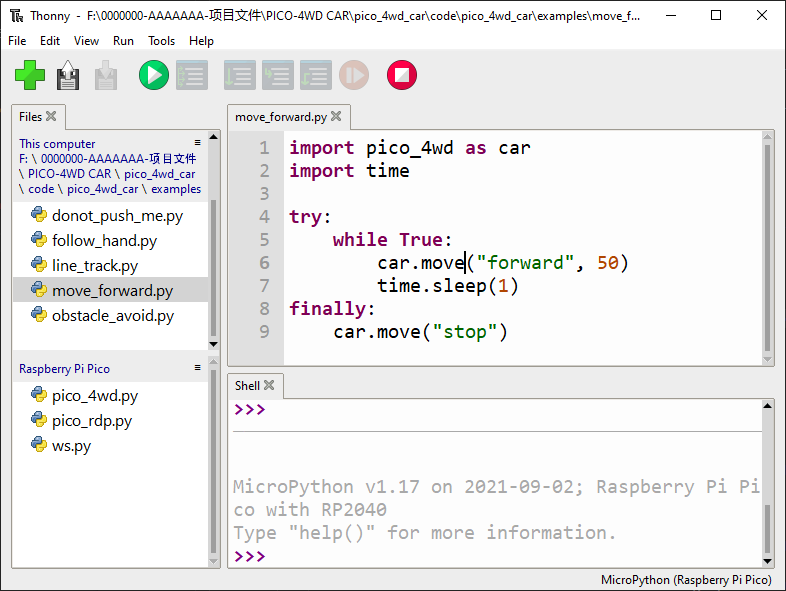 Thonny - F:\0000000-AAAAAAA-项目文件\PICO-4WD CAR\pico_4wd_car\code\pico_4wd_car\examples\move_f...
File Edit View Run Tools Help
Files
This computer
F: \ 0000000-AAAAAAA-项目文件
\ PICO-4WD CAR \ pico_4wd_car
\ code \ pico_4wd_car \ examples
donot_push_me.py
follow_hand.py
line_track.py
move_forward.py
obstacle_avoid.py
Raspberry Pi Pico
pico_4wd.py
pico_rdp.py
ws.py
move_forward.py
1 import pico_4wd as car
2 import time
3
4 try:
5     while True:
6         car.move("forward", 50)
7         time.sleep(1)
8 finally:
9     car.move("stop")
Shell
>>>
MicroPython v1.17 on 2021-09-02; Raspberry Pi Pi
co with RP2040
Type "help()" for more information.
>>>
MicroPython (Raspberry Pi Pico)